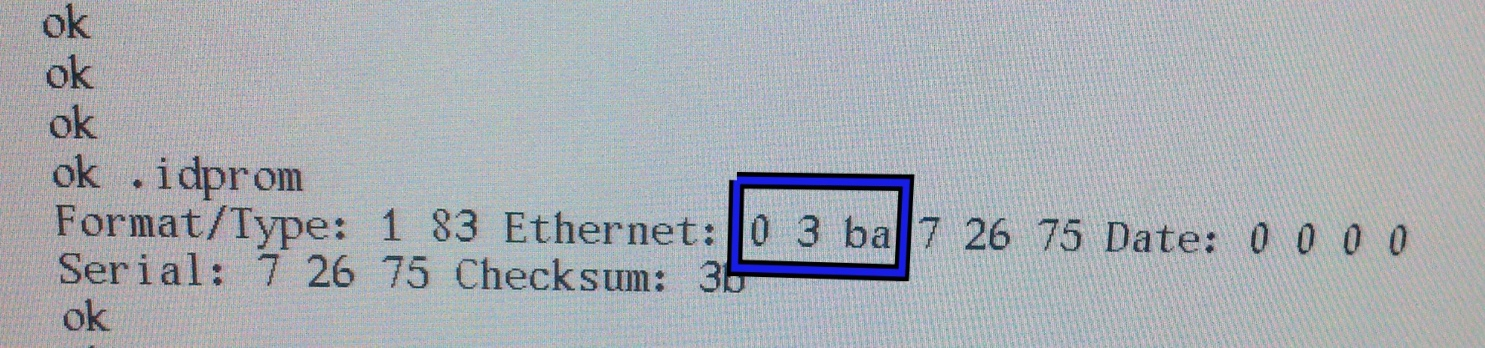 ok
ok
ok
ok .idprom
Format/Type: 1 83 Ethernet: 0 3 ba 7 26 75 Date: 0 0 0 0
Serial: 7 26 75 Checksum: 3b
ok